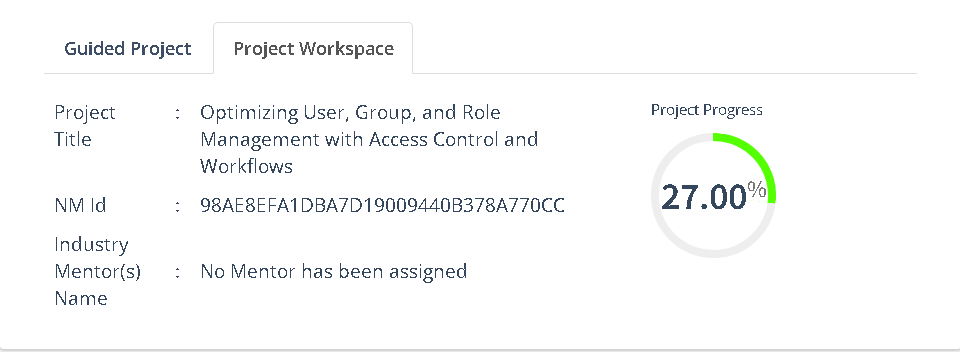 Guided Project
Project Workspace
Project : Optimizing User, Group, and Role
Title Management with Access Control and
Workflows
NM Id : 98AE8EFA1DBA7D19009440B378A770CC
Industry
Mentor(s) : No Mentor has been assigned
Name
Project Progress
27.00%